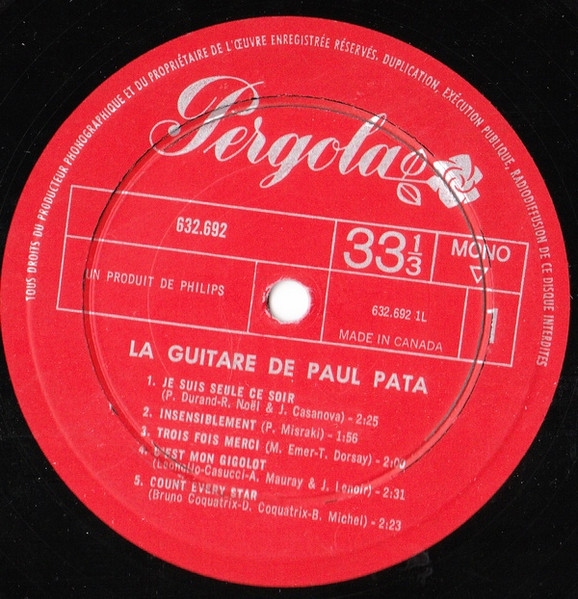 TOUS DROITS DU PRODUCTEUR PHONOGRAPHIQUE ET DU PROPRIÉTAIRE DE L'ŒUVRE ENREGISTRÉE RÉSERVÉS. DUPLICATION, EXÉCUTION PUBLIQUE, RADIODIFFUSION DE CE DISQUE INTERDITES
Pergola
632.692
33 1/3
MONO
UN PRODUIT DE PHILIPS
632.692 1L
MADE IN CANADA
1
LA GUITARE DE PAUL PATA
1. JE SUIS SEULE CE SOIR
(P. Durand-R. Noël & J. Casanova) - 2:25
2. INSENSIBLEMENT (P. Misraki) - 1:56
3. TROIS FOIS MERCI (M. Emer-T. Dorsay) - 2:00
4. C'EST MON GIGOLOT
(Leonello-Casucci-A. Mauray & J. Lenoir) - 2:31
5. COUNT EVERY STAR
(Bruno Coquatrix-D. Coquatrix-B. Michel) - 2:23